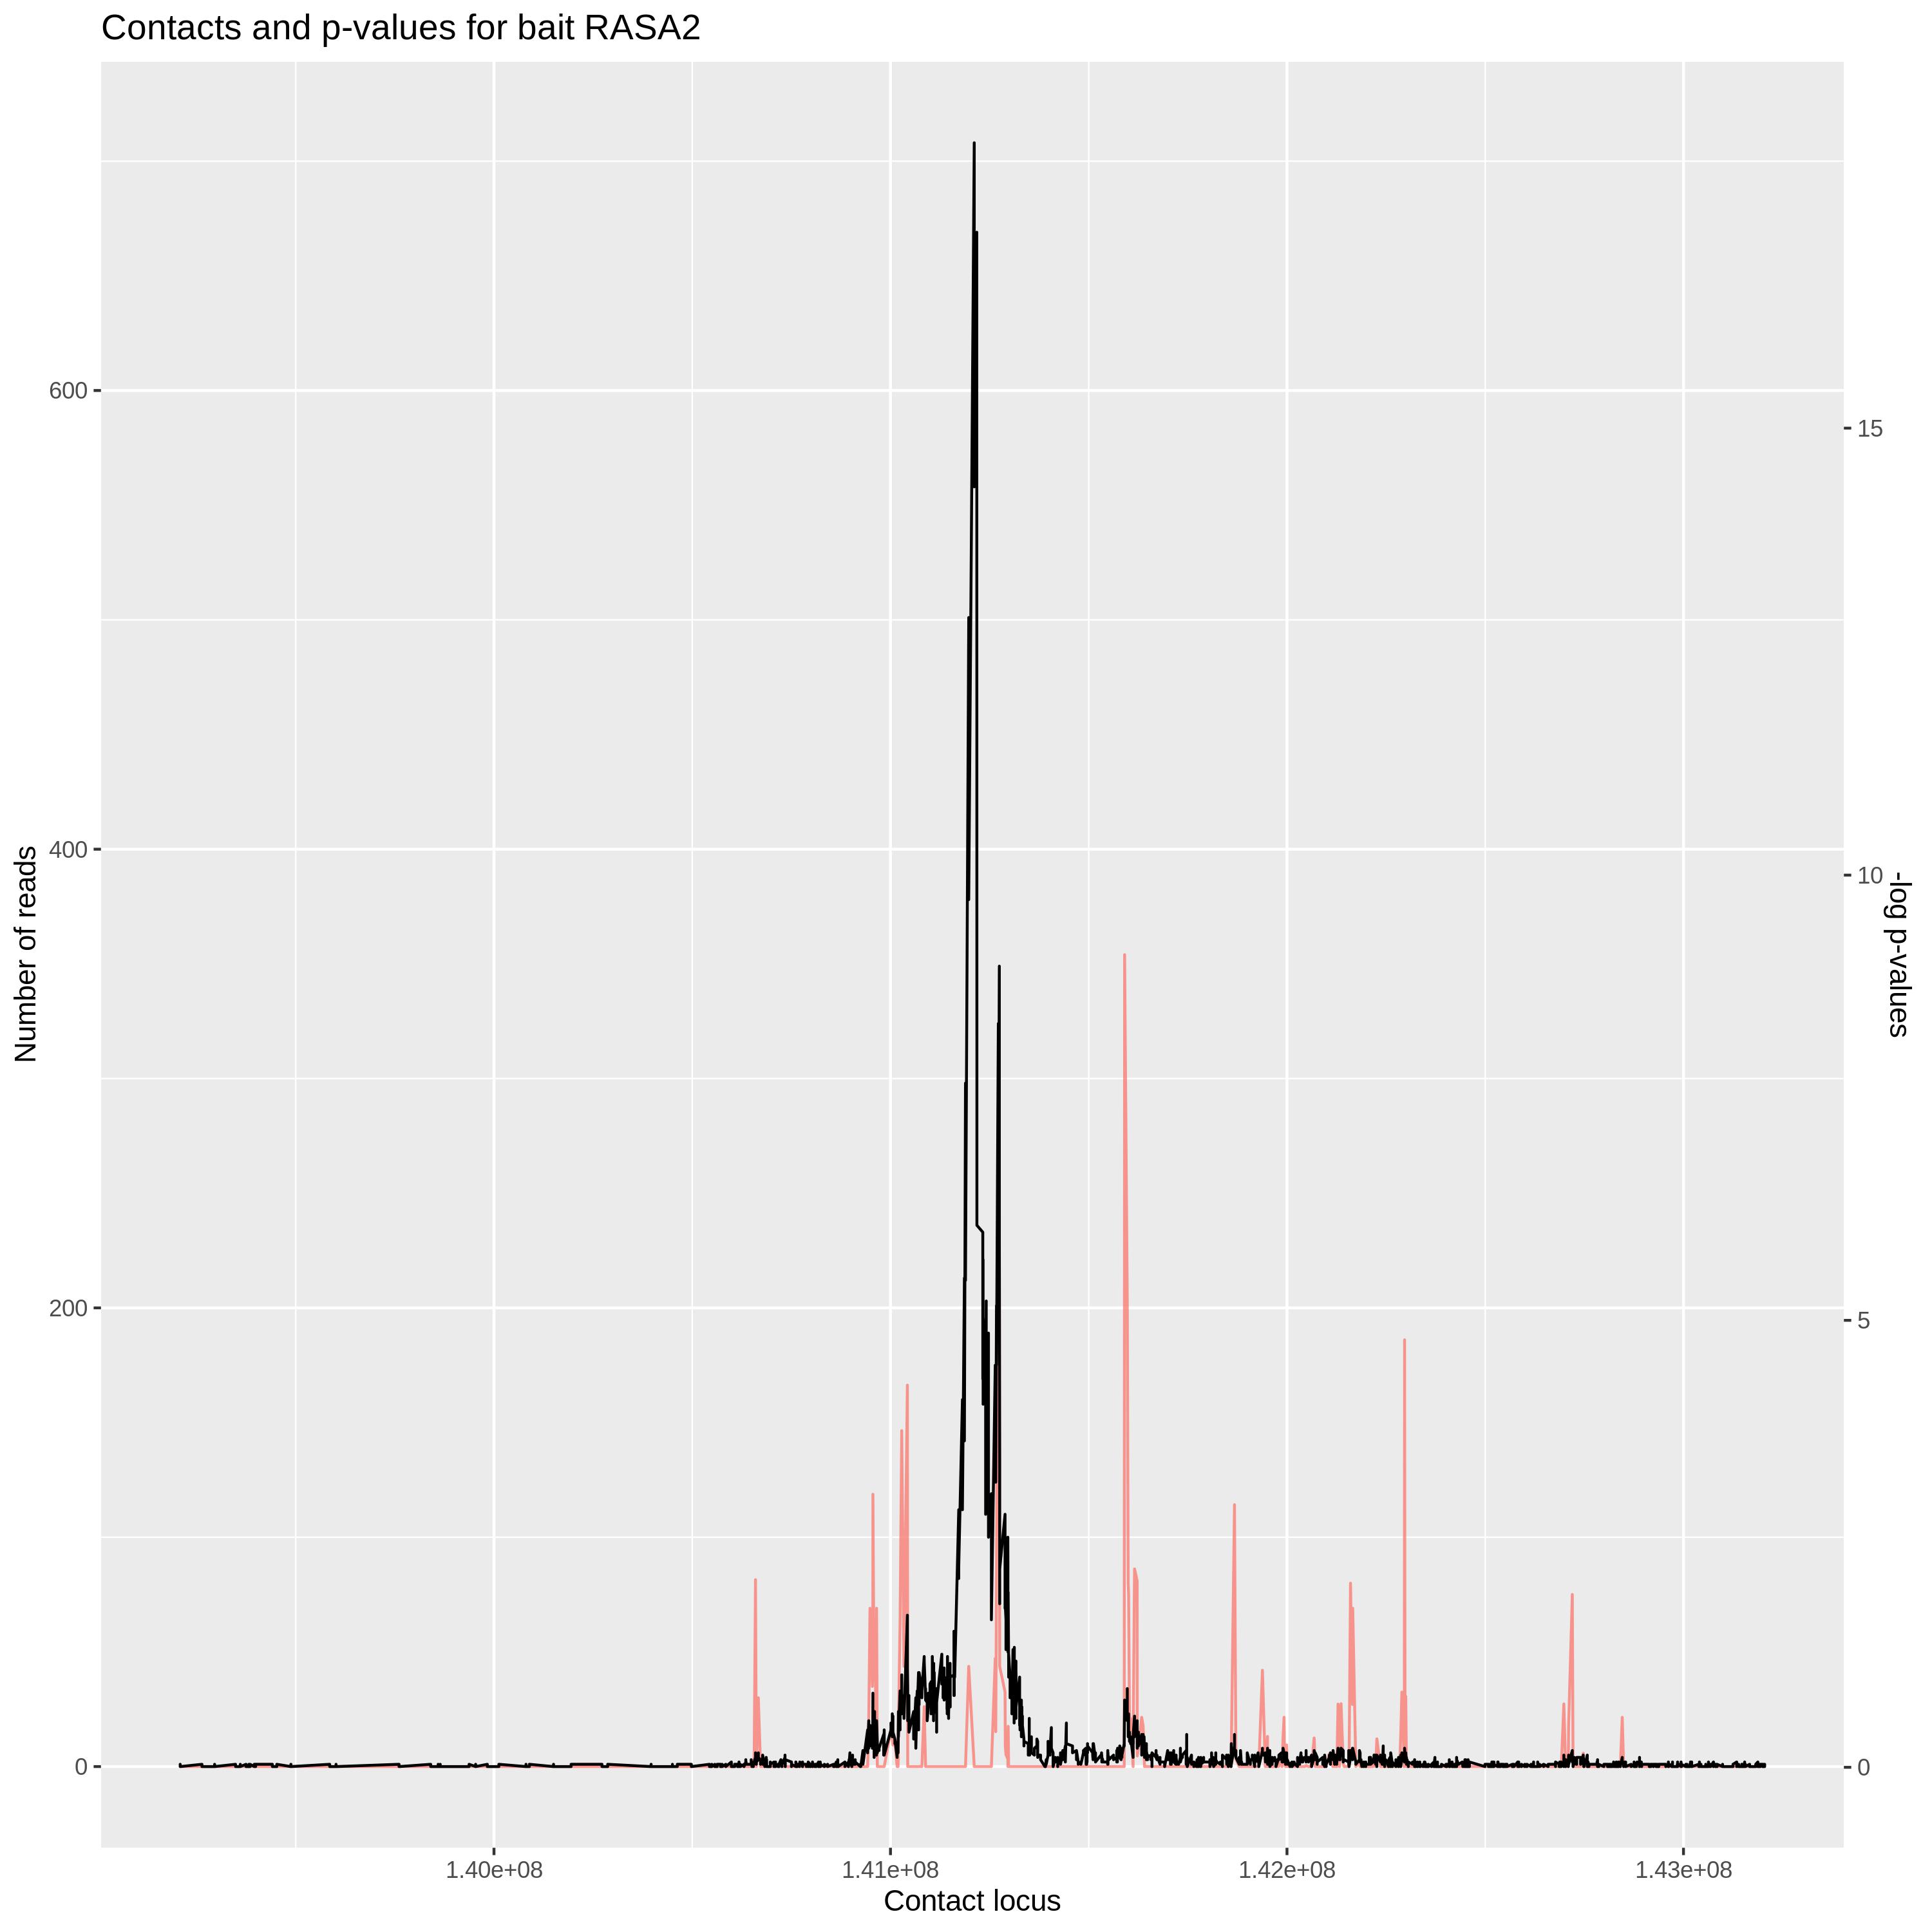 Contacts and p-values for bait RASA2
600
400
200
0
Number of reads
15
10
5
0
-log p-values
1.40e+08
1.41e+08
1.42e+08
1.43e+08
Contact locus